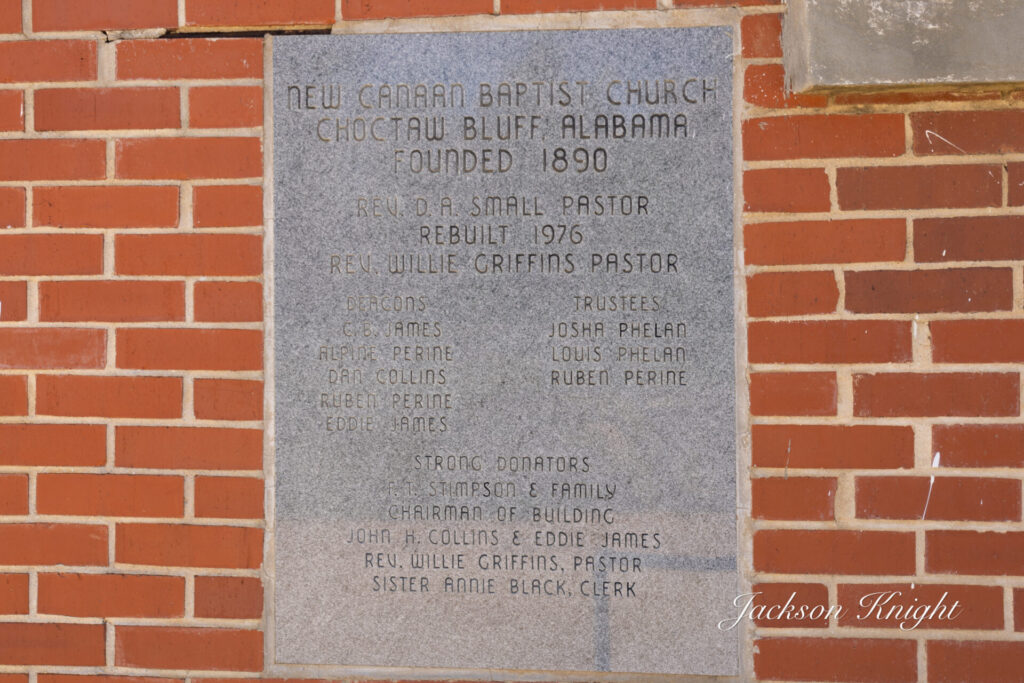 NEW CANAAN BAPTIST CHURCH
CHOCTAW BLUFF, ALABAMA
FOUNDED 1890
REV. D. A. SMALL PASTOR
REBUILT 1976
REV. WILLIE GRIFFINS PASTOR
DEACONS
C. B. JAMES
ALPINE PERINE
DAN COLLINS
RUBEN PERINE
EDDIE JAMES
TRUSTEES
JOSHA PHELAN
LOUIS PHELAN
RUBEN PERINE
STRONG DONATORS
F. T. STIMPSON & FAMILY
CHAIRMAN OF BUILDING
JOHN H. COLLINS & EDDIE JAMES
REV. WILLIE GRIFFINS, PASTOR
SISTER ANNIE BLACK, CLERK
Jackson Knight